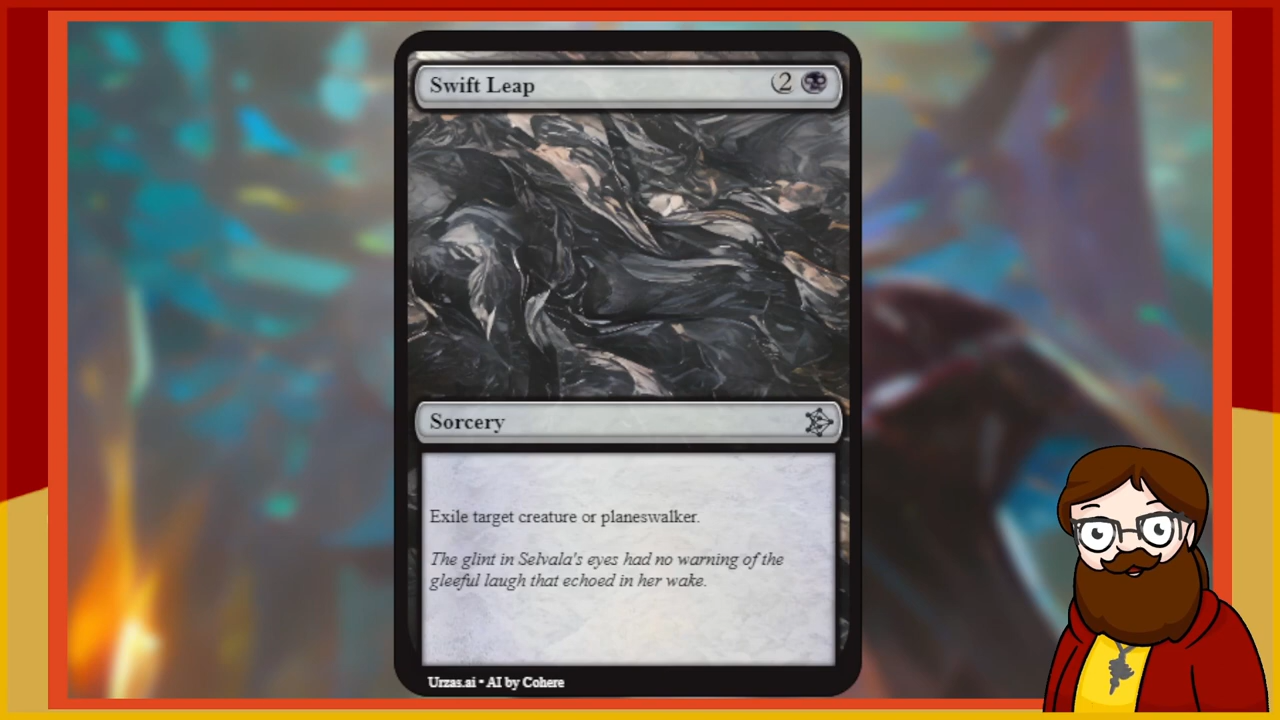 Swift Leap 2
Sorcery
Exile target creature or planeswalker.
The glint in Selvala's eyes had no warning of the
gleeful laugh that echoed in her wake.
Urzas.ai • AI by Cohere